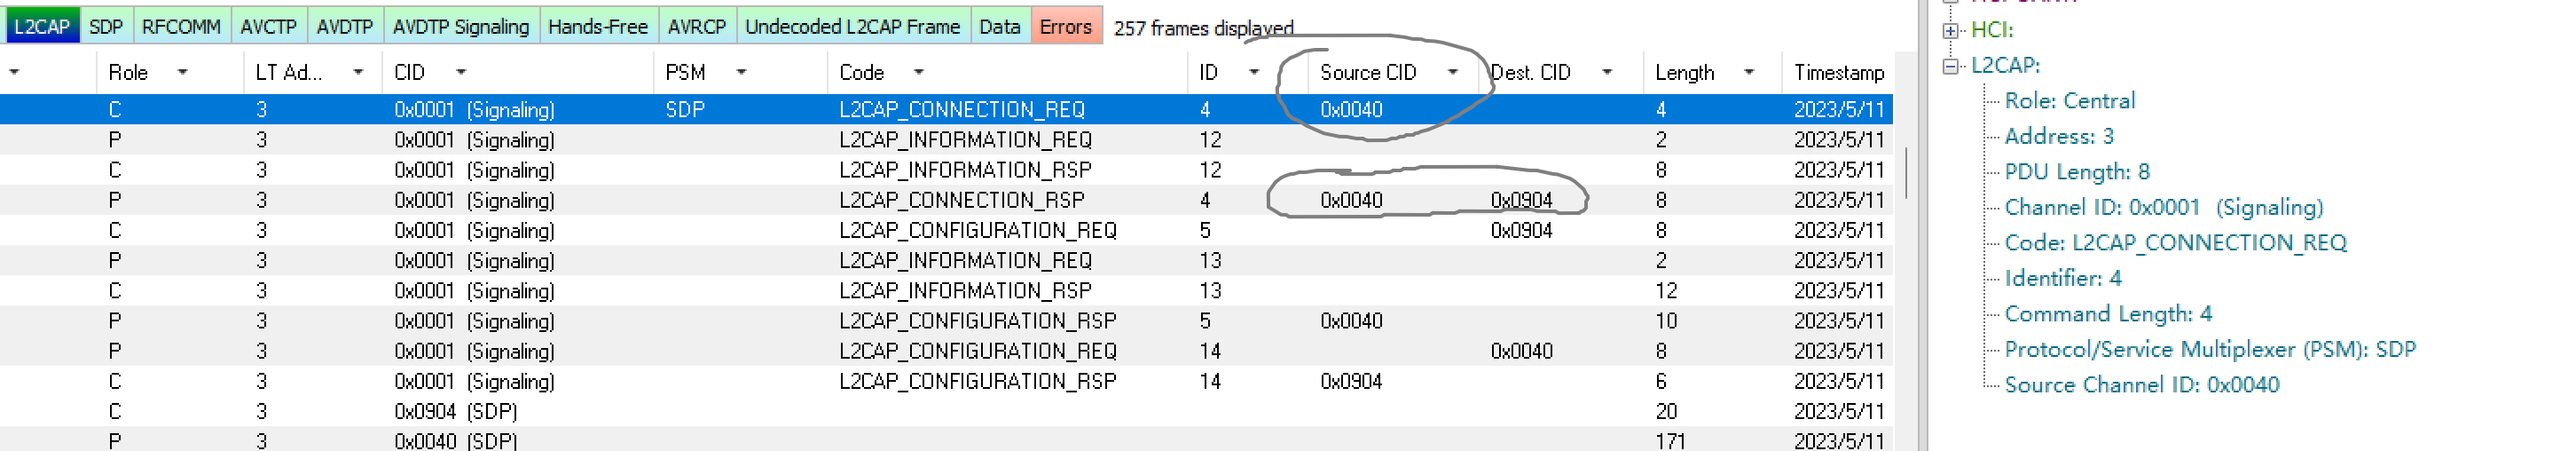 L2CAP SDP RFCOMM AVCTP AVDTP AVDTP Signaling Hands-Free AVRCP Undecoded L2CAP Frame Data Errors 257 frames displayed
Role LT Ad... CID PSM Code ID Source CID Dest. CID Length Timestamp
C 3 0x0001 (Signaling) SDP L2CAP_CONNECTION_REQ 4 0x0040 4 2023/5/11
P 3 0x0001 (Signaling) L2CAP_INFORMATION_REQ 12 2 2023/5/11
C 3 0x0001 (Signaling) L2CAP_INFORMATION_RSP 12 8 2023/5/11
P 3 0x0001 (Signaling) L2CAP_CONNECTION_RSP 4 0x0040 0x0904 8 2023/5/11
C 3 0x0001 (Signaling) L2CAP_CONFIGURATION_REQ 5 0x0904 8 2023/5/11
P 3 0x0001 (Signaling) L2CAP_INFORMATION_REQ 13 2 2023/5/11
C 3 0x0001 (Signaling) L2CAP_INFORMATION_RSP 13 12 2023/5/11
P 3 0x0001 (Signaling) L2CAP_CONFIGURATION_RSP 5 0x0040 10 2023/5/11
P 3 0x0001 (Signaling) L2CAP_CONFIGURATION_REQ 14 0x0040 8 2023/5/11
C 3 0x0001 (Signaling) L2CAP_CONFIGURATION_RSP 14 0x0904 6 2023/5/11
C 3 0x0904 (SDP) 20 2023/5/11
P 3 0x0040 (SDP) 171 2023/5/11
HCI:
L2CAP:
Role: Central
Address: 3
PDU Length: 8
Channel ID: 0x0001 (Signaling)
Code: L2CAP_CONNECTION_REQ
Identifier: 4
Command Length: 4
Protocol/Service Multiplexer (PSM): SDP
Source Channel ID: 0x0040